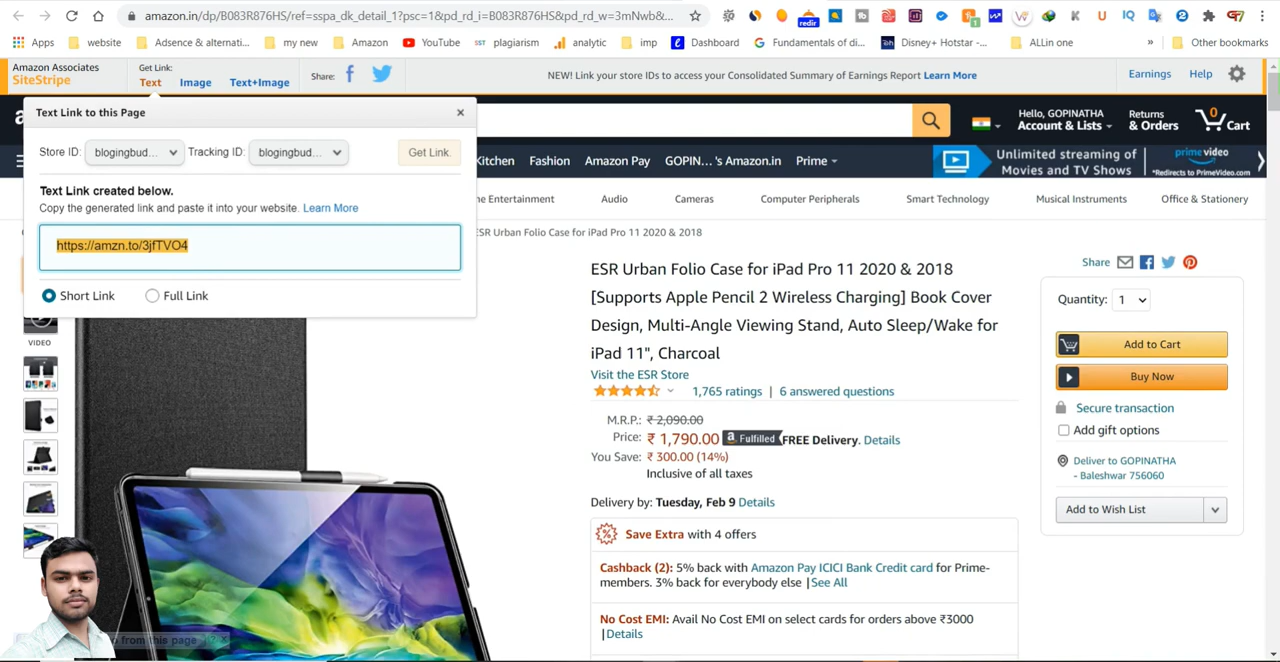 amazon.in/dp/B083R876HS/ref=sspa_dk_detail_1?psc=1&pd_rd_i=B083R876HS&pd_rd_w=3mNwb&...
Apps website Adsence & alternati... my new Amazon YouTube SST plagiarism analytic imp Dashboard Fundamentals of di... Disney+ Hotstar -... ALLin one » Other bookmarks
Amazon Associates
SiteStripe
Get Link:
Text Image Text+Image
Share:
NEW! Link your store IDs to access your Consolidated Summary of Earnings Report Learn More
Earnings Help
Text Link to this Page
Store ID: blogingbud... Tracking ID: blogingbud... Get Link.
Text Link created below.
Copy the generated link and paste it into your website. Learn More
https://amzn.to/3jfTVO4
Short Link Full Link
Hello, GOPINATHA
Account & Lists
Returns
& Orders
0
Cart
Kitchen Fashion Amazon Pay GOPIN... 's Amazon.in Prime
Unlimited streaming of
Movies and TV Shows
prime video
*Redirects to PrimeVideo.com
Entertainment Audio Cameras Computer Peripherals Smart Technology Musical Instruments Office & Stationery
ESR Urban Folio Case for iPad Pro 11 2020 & 2018
VIDEO
ESR Urban Folio Case for iPad Pro 11 2020 & 2018
[Supports Apple Pencil 2 Wireless Charging] Book Cover
Design, Multi-Angle Viewing Stand, Auto Sleep/Wake for
iPad 11", Charcoal
Visit the ESR Store
1,765 ratings | 6 answered questions
M.R.P.: ₹ 2,090.00
Price: ₹ 1,790.00 a Fulfilled FREE Delivery. Details
You Save: ₹ 300.00 (14%)
Inclusive of all taxes
Delivery by: Tuesday, Feb 9 Details
Save Extra with 4 offers
Cashback (2): 5% back with Amazon Pay ICICI Bank Credit card for Prime-
members. 3% back for everybody else |See All
No Cost EMI: Avail No Cost EMI on select cards for orders above ₹3000
|Details
Share
Quantity: 1
Add to Cart
Buy Now
Secure transaction
Add gift options
Deliver to GOPINATHA
- Baleshwar 756060
Add to Wish List
from this page